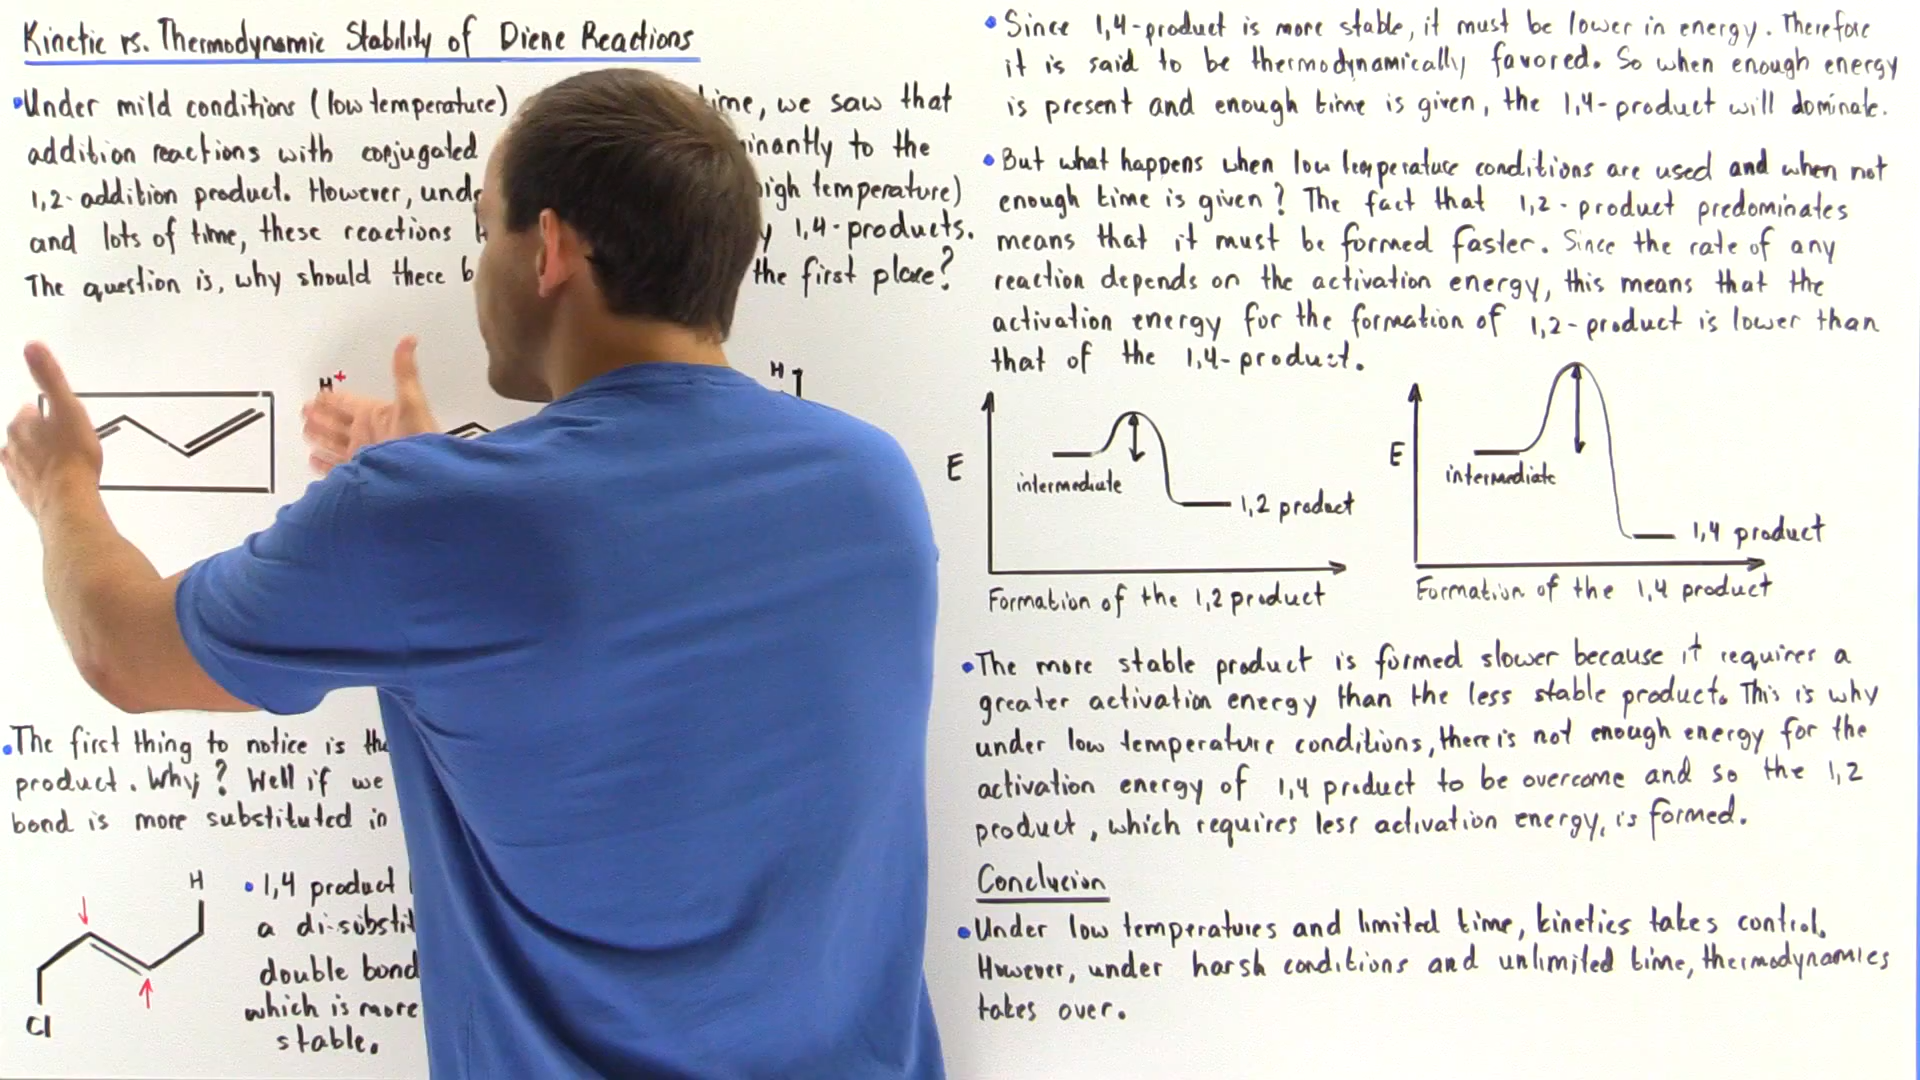 Kinetic vs. Thermodynamic Stability of Diene Reactions
•Under mild conditions (low temperature) time, we saw that
addition reactions with conjugated to the
1,2-addition product. However, high temperature)
and lots of time, these reactions 1,4-products.
The question is, why should there the first place?
H+
H
•The first thing to notice is
product. Why? Well if we
bond is more substituted in
H
Cl
•1,4 product
a
double bond
which is more
stable.
•Since 1,4-product is more stable, it must be lower in energy. Therefore
it is said to be thermodynamically favored. So when enough energy
is present and enough time is given, the 1,4-product will dominate.
•But what happens when low temperature conditions are used and when not
enough time is given? The fact that 1,2-product predominates
means that it must be formed faster. Since the rate of any
reaction depends on the activation energy, this means that the
activation energy for the formation of 1,2-product is lower than
that of the 1,4-product.
E
intermediate
1,2 product
Formation of the 1,2 product
E
intermediate
1,4 product
Formation of the 1,4 product
•The more stable product is formed slower because it requires a
greater activation energy than the less stable product. This is why
under low temperature conditions, there is not enough energy for the
activation energy of 1,4 product to be overcome and so the 1,2
product, which requires less activation energy, is formed.
Conclusion
•Under low temperatures and limited time, kinetics takes control.
However, under harsh conditions and unlimited time, thermodynamics
takes over.